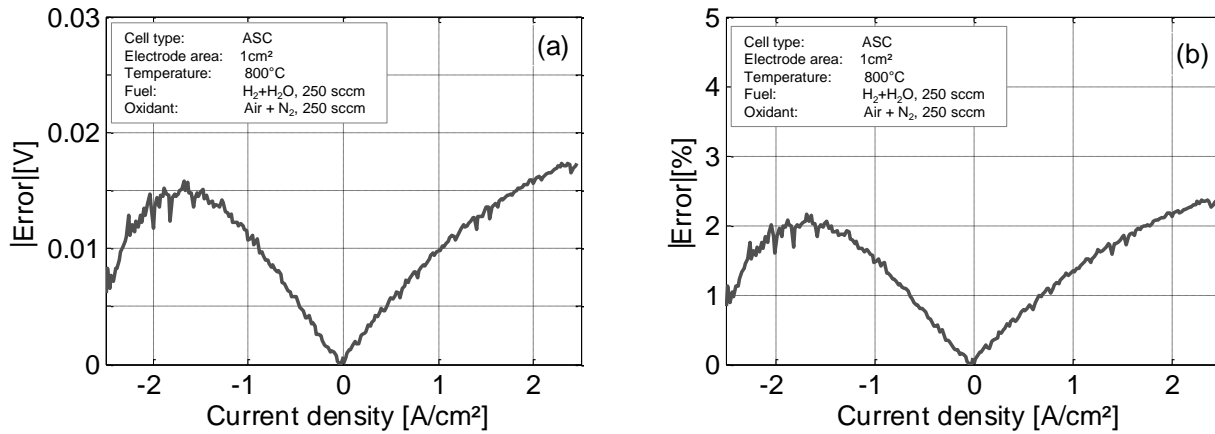 0.03
0.02
0.01
0
|Error|[V]
Cell type: ASC
Electrode area: 1cm²
Temperature: 800°C
Fuel: H₂+H₂O, 250 sccm
Oxidant: Air + N₂, 250 sccm
(a)
-2 -1 0 1 2
Current density [A/cm²]
5
4
3
2
1
0
|Error|[%]
Cell type: ASC
Electrode area: 1cm²
Temperature: 800°C
Fuel: H₂+H₂O, 250 sccm
Oxidant: Air + N₂, 250 sccm
(b)
-2 -1 0 1 2
Current density [A/cm²]